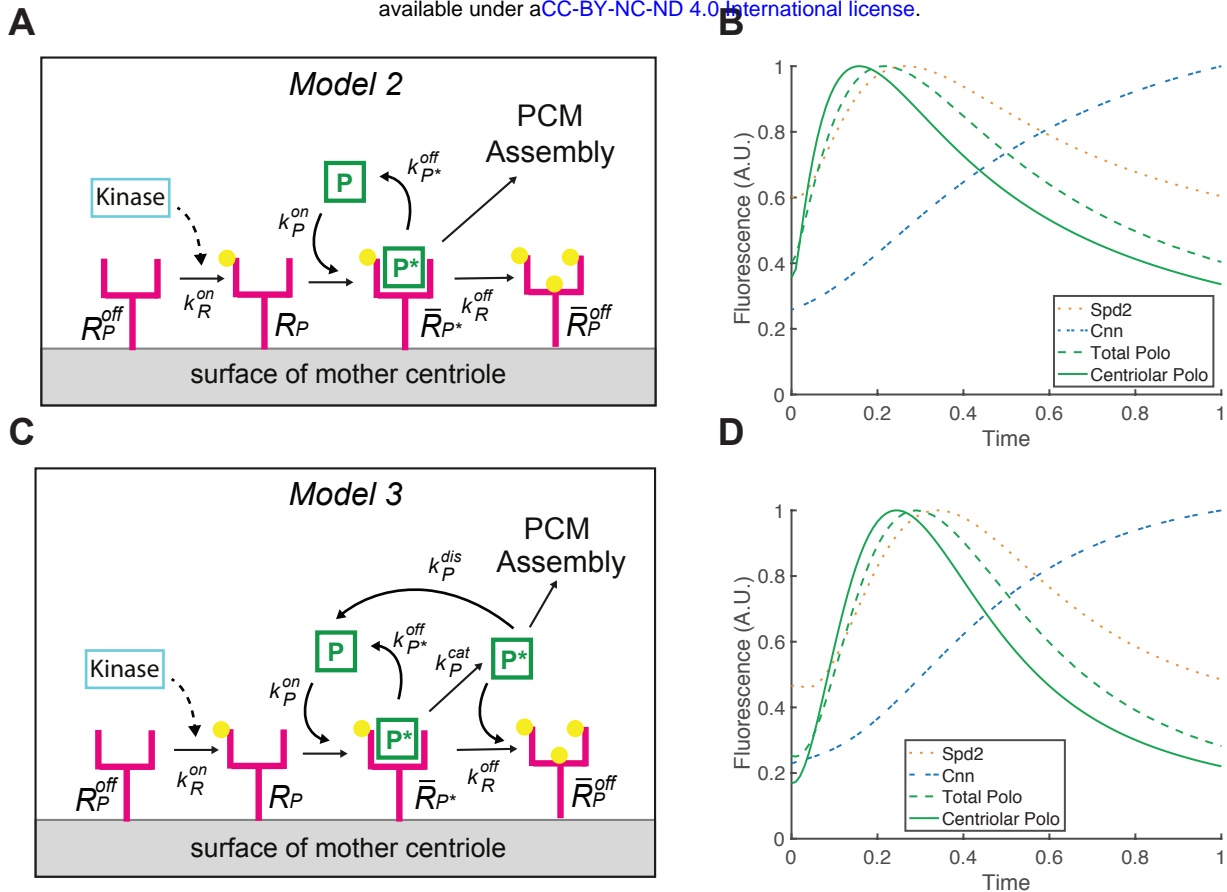 available under aCC-BY-NC-ND 4.0 International license.
A
Model 2
PCM
Assembly
Kinase
P
k_P*^off
k_P^on
P*
k_R^on
k_R^off
R_P^off
R_P
R̅_P*
R̅_P^off
surface of mother centriole
B
Fluorescence (A.U.)
1
0.8
0.6
0.4
0.2
0
0
0.2
0.4
0.6
0.8
1
Time
Spd2
Cnn
Total Polo
Centriolar Polo
C
Model 3
PCM
Assembly
k_P^dis
Kinase
P
k_P*^off
k_P^cat
P*
k_P^on
P*
k_R^on
k_R^off
R_P^off
R_P
R̅_P*
R̅_P^off
surface of mother centriole
D
Fluorescence (A.U.)
1
0.8
0.6
0.4
0.2
0
0
0.2
0.4
0.6
0.8
1
Time
Spd2
Cnn
Total Polo
Centriolar Polo